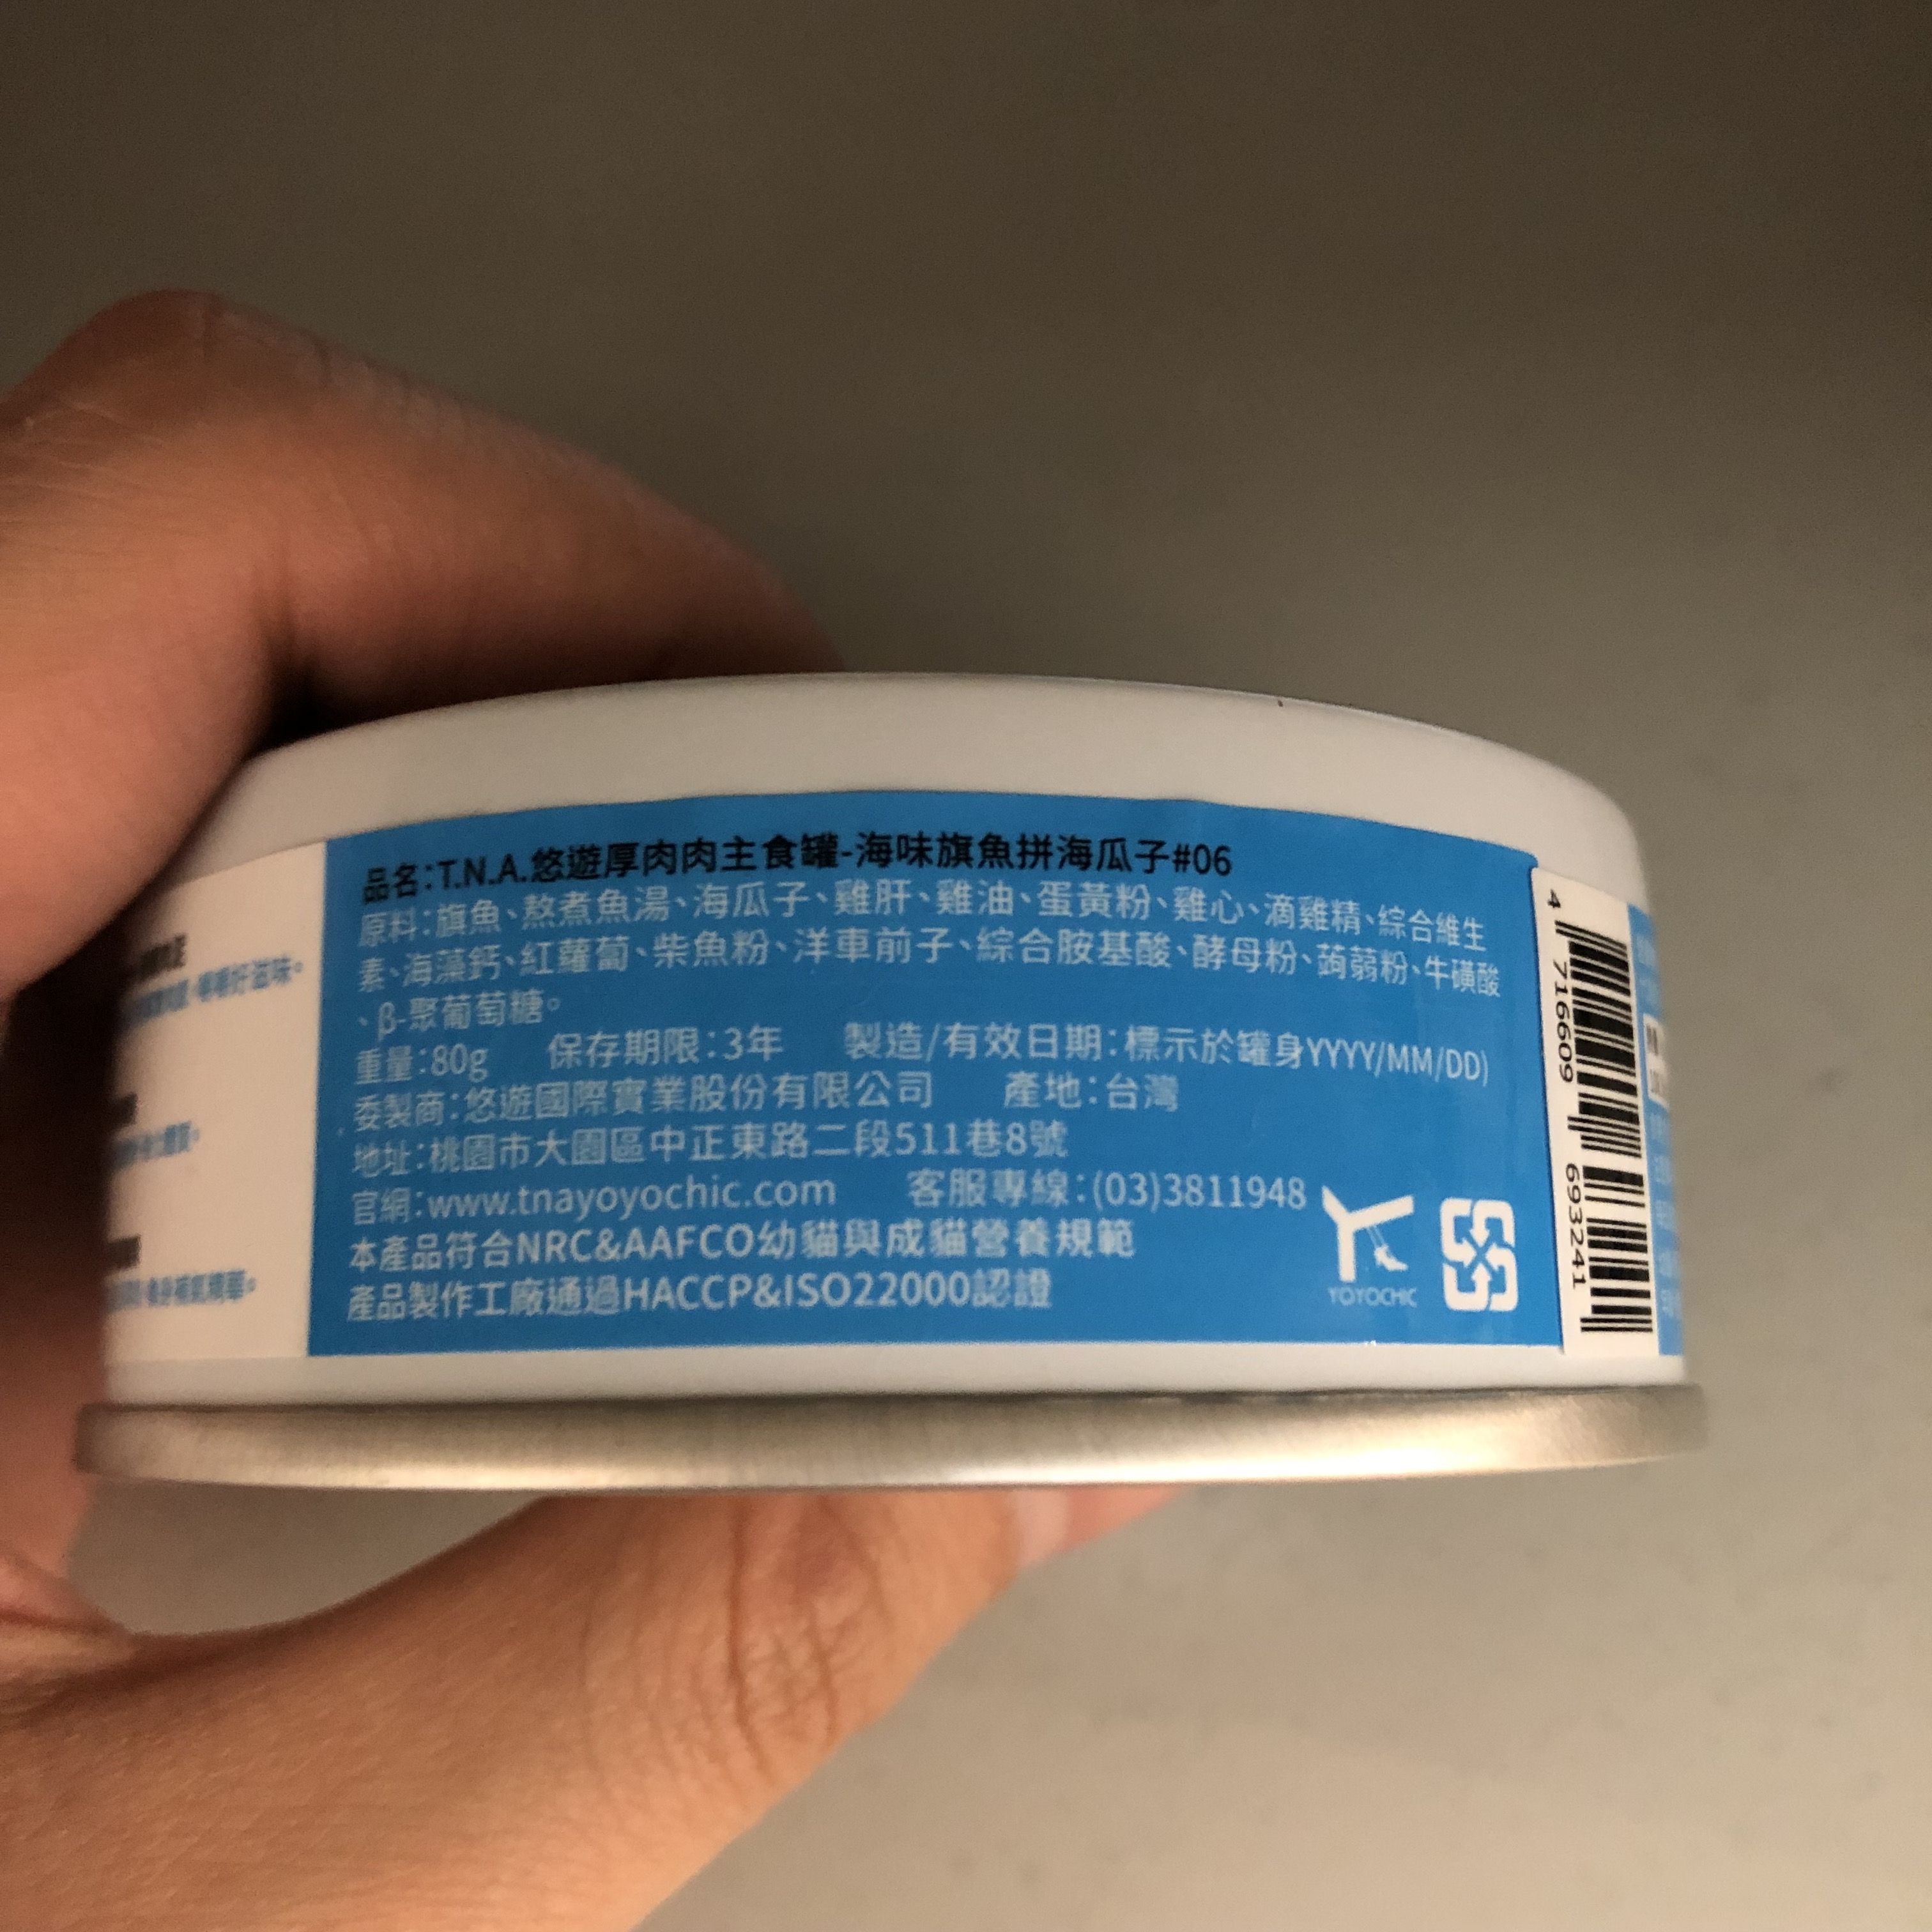 品名：T.N.A.悠遊厚肉肉主食罐-海味旗魚拼海瓜子#06
原料：旗魚、熬煮魚湯、海瓜子、雞肝、雞油、蛋黃粉、雞心、滴雞精、綜合維生
素、海藻鈣、紅蘿蔔、柴魚粉、洋車前子、綜合胺基酸、酵母粉、蒟蒻粉、牛磺酸
、β-聚葡萄糖。
重量：80g 保存期限：3年 製造/有效日期：標示於罐身YYYY/MM/DD)
委製商：悠遊國際實業股份有限公司 產地：台灣
地址：桃園市大園區中正東路二段511巷8號
官網：www.tnayoyochic.com 客服專線：(03)3811948
本產品符合NRC&AAFCO幼貓與成貓營養規範
產品製作工廠通過HACCP&ISO22000認證
YOYOCHIC
4 716609 693241
好滋味。